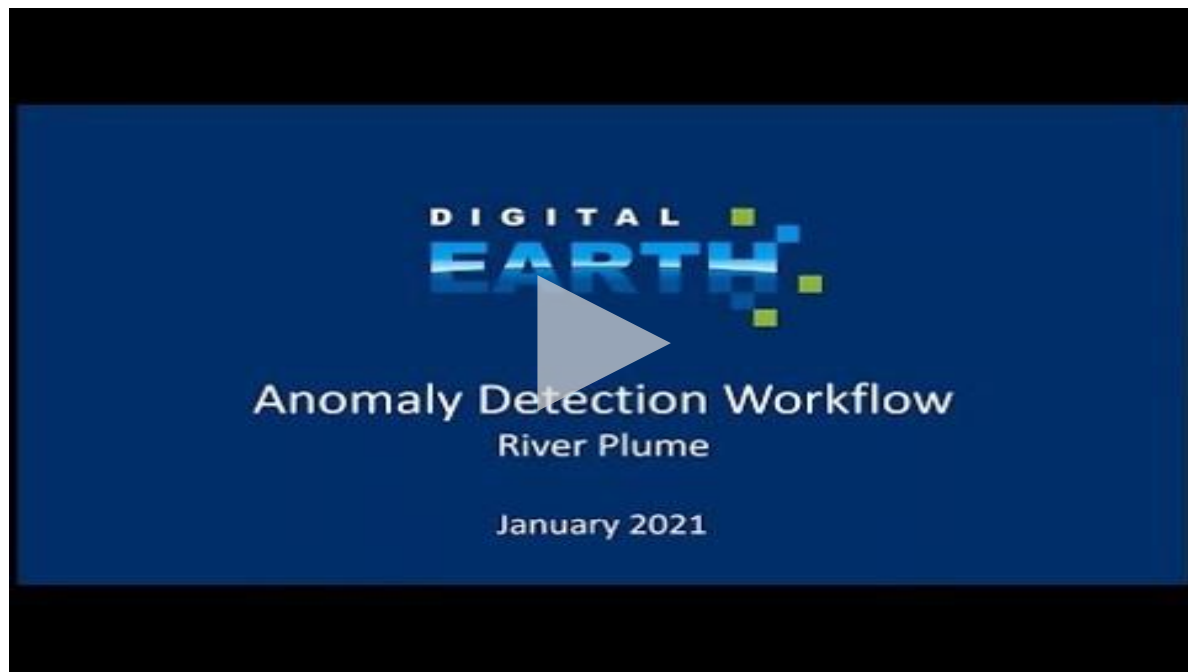 DIGITAL
EARTH
Anomaly Detection Workflow
River Plume
January 2021